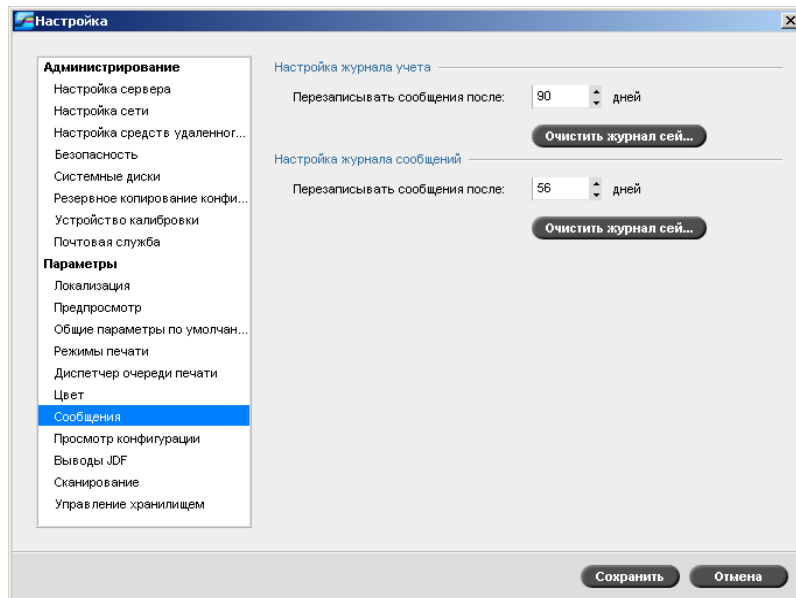 Настройка
Администрирование
Настройка сервера
Настройка сети
Настройка средств удаленног...
Безопасность
Системные диски
Резервное копирование конфи...
Устройство калибровки
Почтовая служба
Параметры
Локализация
Предпросмотр
Общие параметры по умолчан...
Режимы печати
Диспетчер очереди печати
Цвет
Сообщения
Просмотр конфигурации
Выводы JDF
Сканирование
Управление хранилищем
Настройка журнала учета
Перезаписывать сообщения после: 90 дней
Очистить журнал сей...
Настройка журнала сообщений
Перезаписывать сообщения после: 56 дней
Очистить журнал сей...
Сохранить Отмена